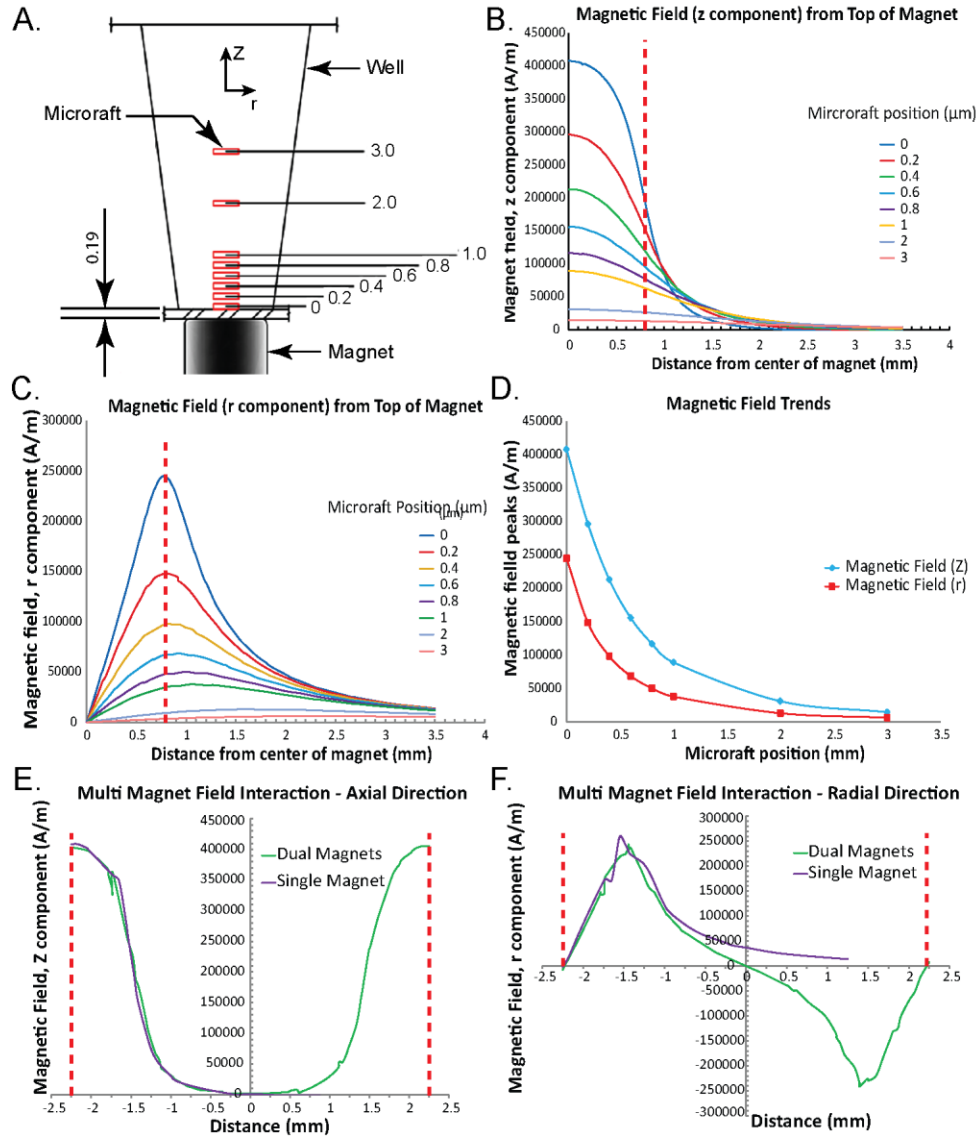 A.
Z
r
Well
Microraft
3.0
2.0
1.0
0.8
0.6
0.4
0.2
0
0.19
Magnet
B.
Magnetic Field (z component) from Top of Magnet
Magnet field, z component (A/m)
450000
400000
350000
300000
250000
200000
150000
100000
50000
0
0 0.5 1 1.5 2 2.5 3 3.5 4
Distance from center of magnet (mm)
Mircroraft position (µm)
0
0.2
0.4
0.6
0.8
1
2
3
C.
Magnetic Field (r component) from Top of Magnet
Magnetic field, r component (A/m)
300000
250000
200000
150000
100000
50000
0
0 0.5 1 1.5 2 2.5 3 3.5 4
Distance from center of magnet (mm)
Microraft Position (µm)
(µm)
0
0.2
0.4
0.6
0.8
1
2
3
D.
Magnetic Field Trends
Magnetic fielld peaks (A/m)
450000
400000
350000
300000
250000
200000
150000
100000
50000
0
0 0.5 1 1.5 2 2.5 3 3.5
Microraft position (mm)
Magnetic Field (Z)
Magnetic Field (r)
E.
Multi Magnet Field Interaction - Axial Direction
Magnetic Field, Z component (A/m)
450000
400000
350000
300000
250000
200000
150000
100000
50000
0
-2.5 -2 -1.5 -1 -0.5 0 0.5 1 1.5 2 2.5
Distance (mm)
Dual Magnets
Single Magnet
F.
Multi Magnet Field Interaction - Radial Direction
Magnetic Field, r component (A/m)
300000
250000
200000
150000
100000
50000
0
-50000
-100000
-150000
-200000
-250000
-300000
-2.5 -2 -1.5 -1 -0.5 0.5 1 1.5 2 2.5
Distance (mm)
Dual Magnets
Single Magnet